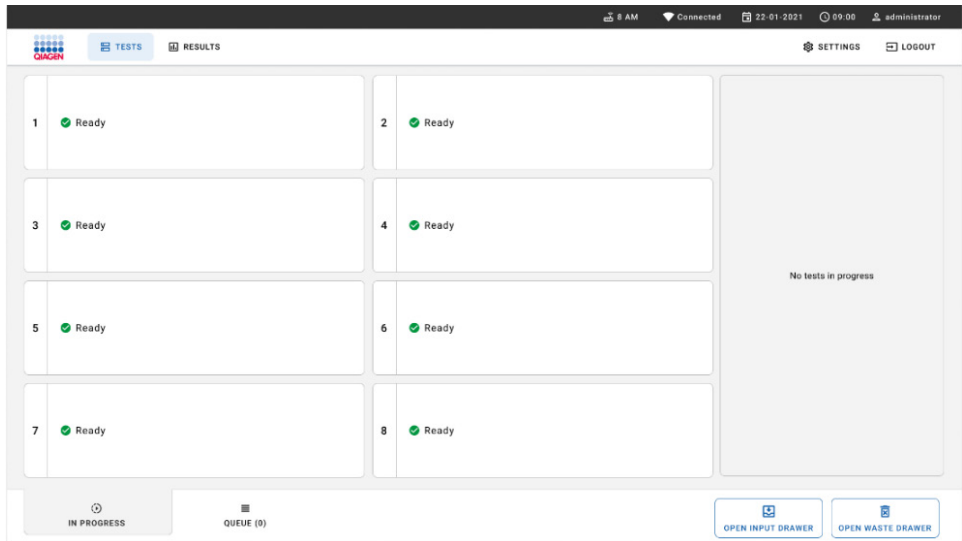 8 AM Connected 22-01-2021 09:00 administrator
QIAGEN TESTS RESULTS SETTINGS LOGOUT
1 Ready
2 Ready
3 Ready
4 Ready
No tests in progress
5 Ready
6 Ready
7 Ready
8 Ready
IN PROGRESS
QUEUE (0)
OPEN INPUT DRAWER
OPEN WASTE DRAWER